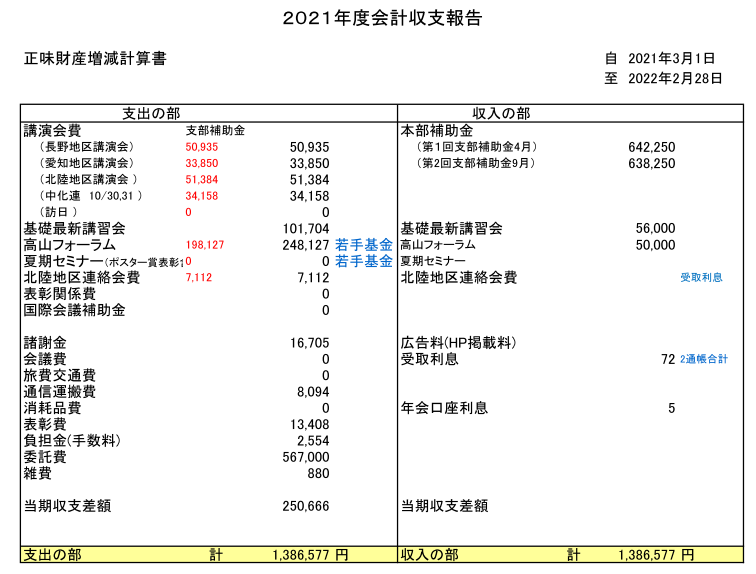 ２０２１年度会計収支報告
正味財産増減計算書
自 2021年3月1日
至 2022年2月28日
支出の部 収入の部
講演会費 支部補助金 本部補助金
（長野地区講演会） 50,935 50,935 （第１回支部補助金4月） 642,250
（愛知地区講演会） 33,850 33,850 （第2回支部補助金9月） 638,250
（北陸地区講演会 ） 51,384 51,384
（中化連 10/30,31 ） 34,158 34,158
（訪日 ） 0 0
基礎最新講習会 101,704 基礎最新講習会 56,000
高山フォーラム 198,127 248,127 若手基金 高山フォーラム 50,000
夏期セミナー(ポスター賞表彰1 0 0 若手基金 夏期セミナー
北陸地区連絡会費 7,112 7,112 北陸地区連絡会費 受取利息
表彰関係費 0
国際会議補助金 0
諸謝金 16,705 広告料(HP掲載料)
会議費 0 受取利息 72 2通帳合計
旅費交通費 0
通信運搬費 8,094
消耗品費 0 年会口座利息 5
表彰費 13,408
負担金(手数料) 2,554
委託費 567,000
雑費 880
当期収支差額 250,666 当期収支差額
支出の部 計 1,386,577 円 収入の部 計 1,386,577 円